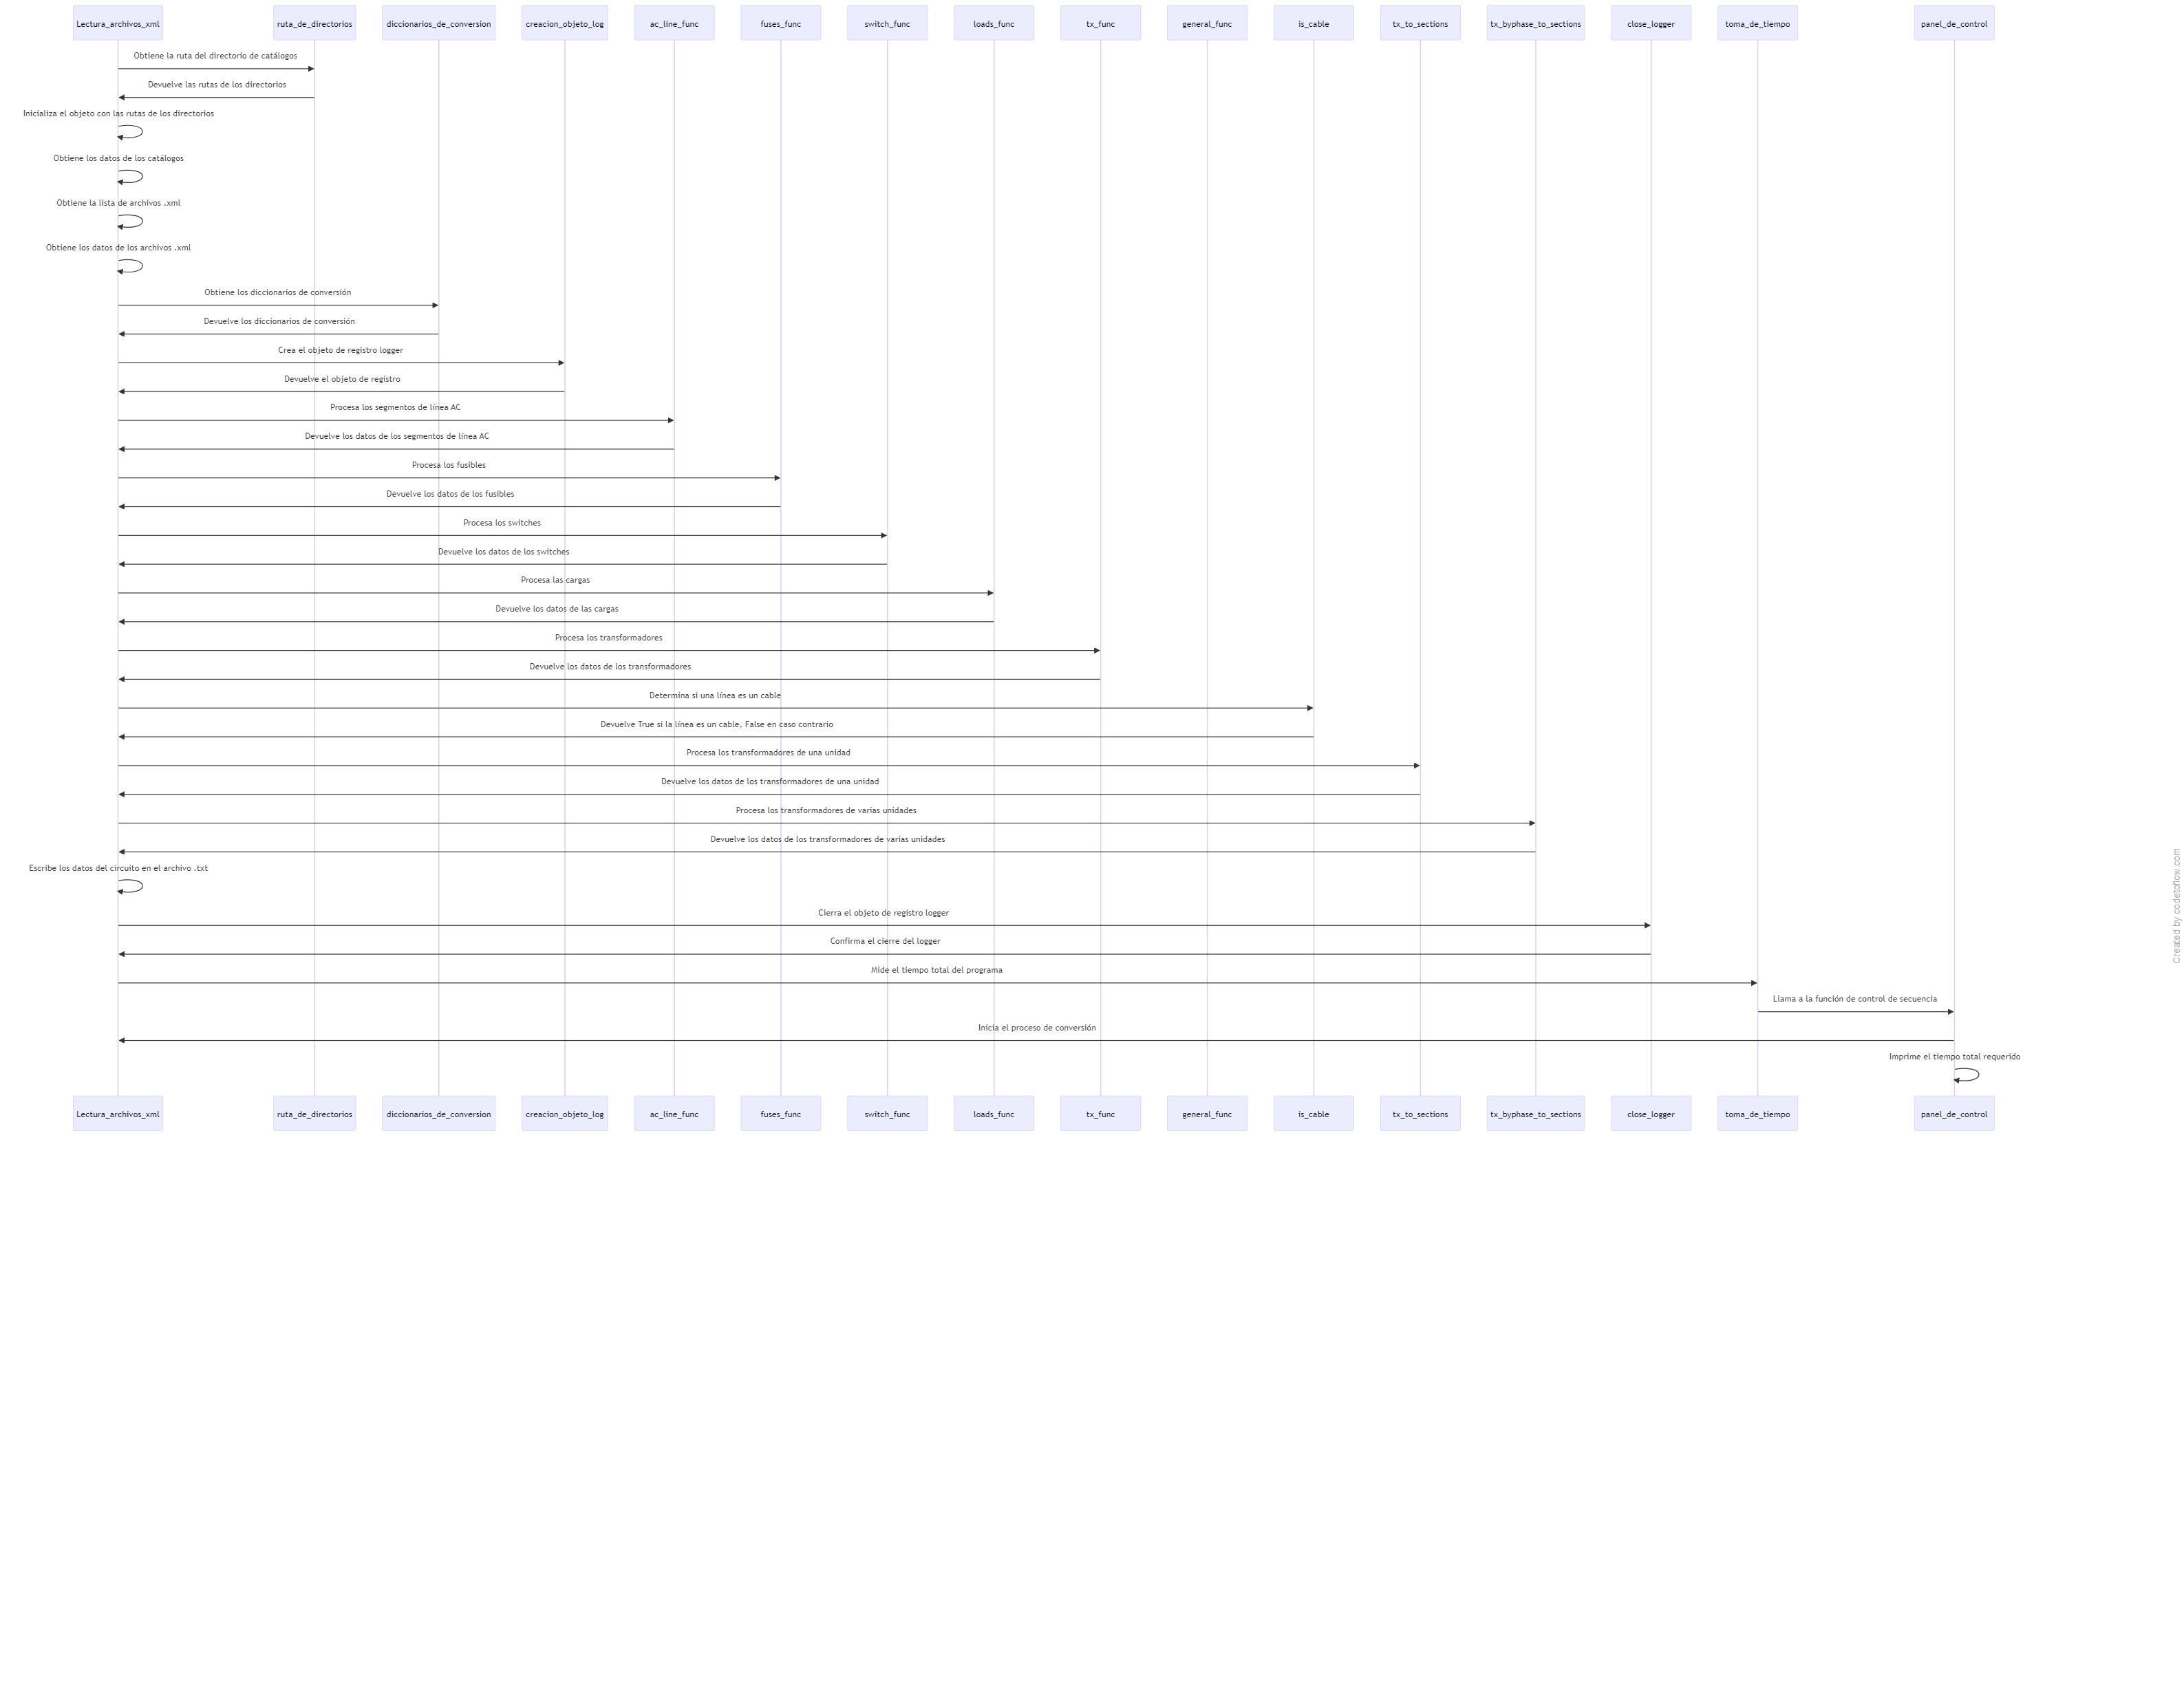 Lectura_archivos_xml
ruta_de_directorios
diccionarios_de_conversion
creacion_objeto_log
ac_line_func
fuses_func
switch_func
loads_func
tx_func
general_func
is_cable
tx_to_sections
tx_byphase_to_sections
close_logger
toma_de_tiempo
panel_de_control
Obtiene la ruta del directorio de catálogos
Devuelve las rutas de los directorios
Inicializa el objeto con las rutas de los directorios
Obtiene los datos de los catálogos
Obtiene la lista de archivos .xml
Obtiene los datos de los archivos .xml
Obtiene los diccionarios de conversión
Devuelve los diccionarios de conversión
Crea el objeto de registro logger
Devuelve el objeto de registro
Procesa los segmentos de línea AC
Devuelve los datos de los segmentos de línea AC
Procesa los fusibles
Devuelve los datos de los fusibles
Procesa los switches
Devuelve los datos de los switches
Procesa las cargas
Devuelve los datos de las cargas
Procesa los transformadores
Devuelve los datos de los transformadores
Determina si una línea es un cable
Devuelve True si la línea es un cable, False en caso contrario
Procesa los transformadores de una unidad
Devuelve los datos de los transformadores de una unidad
Procesa los transformadores de varias unidades
Devuelve los datos de los transformadores de varias unidades
Escribe los datos del circuito en el archivo .txt
Cierra el objeto de registro logger
Confirma el cierre del logger
Mide el tiempo total del programa
Llama a la función de control de secuencia
Inicia el proceso de conversión
Imprime el tiempo total requerido
Lectura_archivos_xml
ruta_de_directorios
diccionarios_de_conversion
creacion_objeto_log
ac_line_func
fuses_func
switch_func
loads_func
tx_func
general_func
is_cable
tx_to_sections
tx_byphase_to_sections
close_logger
toma_de_tiempo
panel_de_control
Created by codetoflow.com